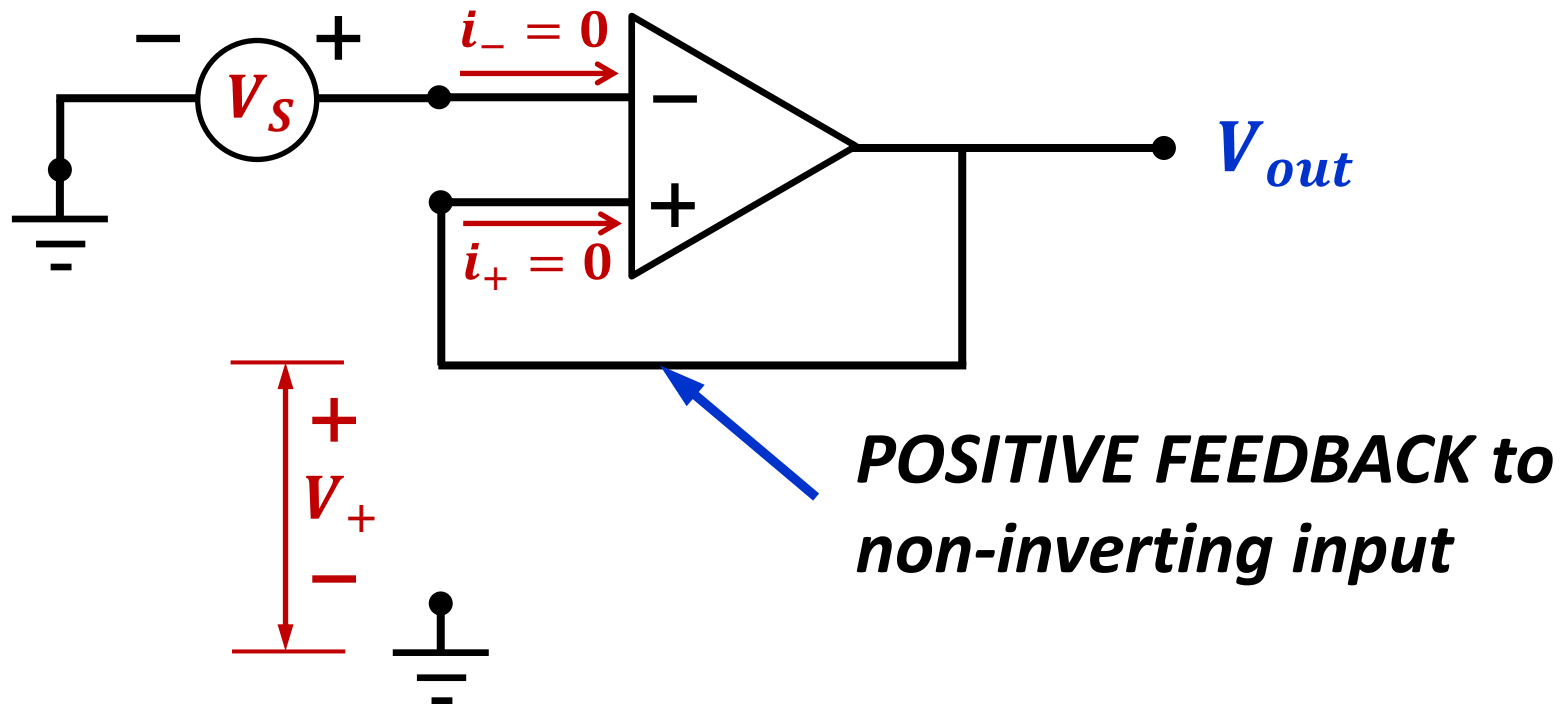 − +
V_S
i_− = 0
−
+
i_+ = 0
V_out
+
V_+
−
POSITIVE FEEDBACK to
non-inverting input